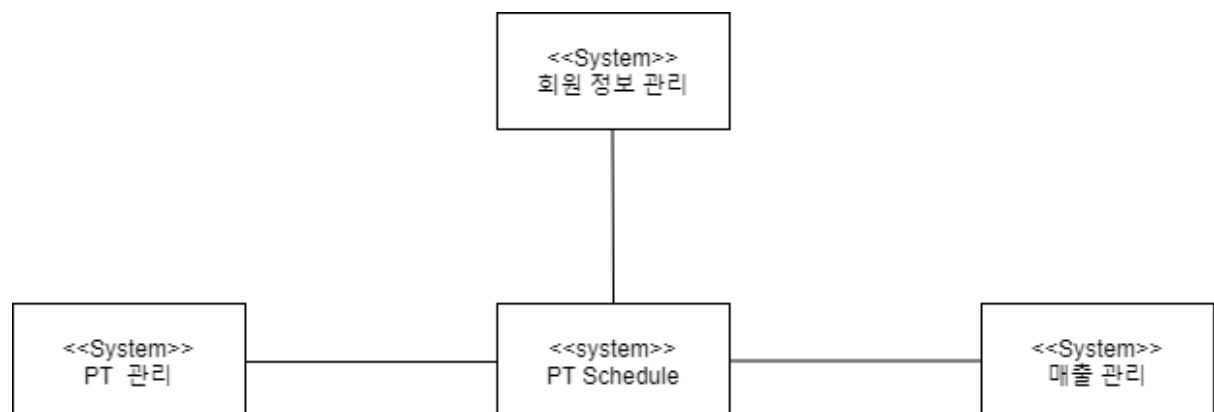 <<System>>
회원 정보 관리
<<System>>
PT 관리
<<system>>
PT Schedule
<<System>>
매출 관리